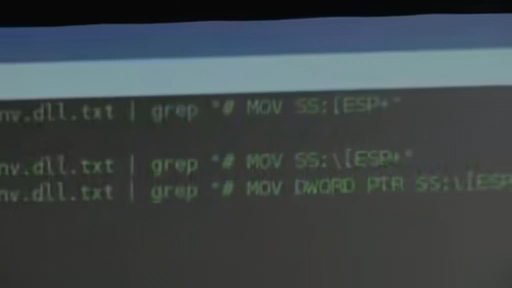 nv.dll.txt | grep "# MOV SS:[ESP+"
nv.dll.txt | grep "# MOV SS:\[ESP+"
nv.dll.txt | grep "# MOV DWORD PTR SS:\[ESP